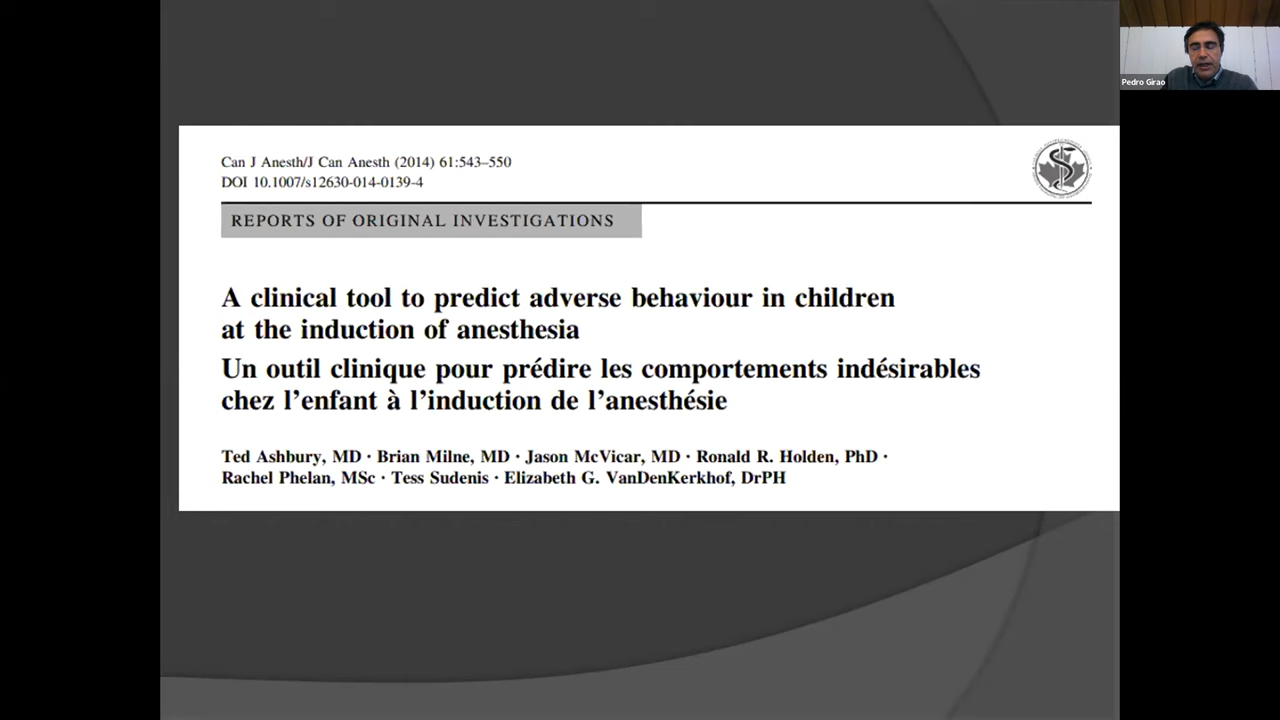 Can J Anesth/J Can Anesth (2014) 61:543–550
DOI 10.1007/s12630-014-0139-4
REPORTS OF ORIGINAL INVESTIGATIONS
A clinical tool to predict adverse behaviour in children
at the induction of anesthesia
Un outil clinique pour prédire les comportements indésirables
chez l’enfant à l’induction de l’anesthésie
Ted Ashbury, MD · Brian Milne, MD · Jason McVicar, MD · Ronald R. Holden, PhD ·
Rachel Phelan, MSc · Tess Sudenis · Elizabeth G. VanDenKerkhof, DrPH
Pedro Girao